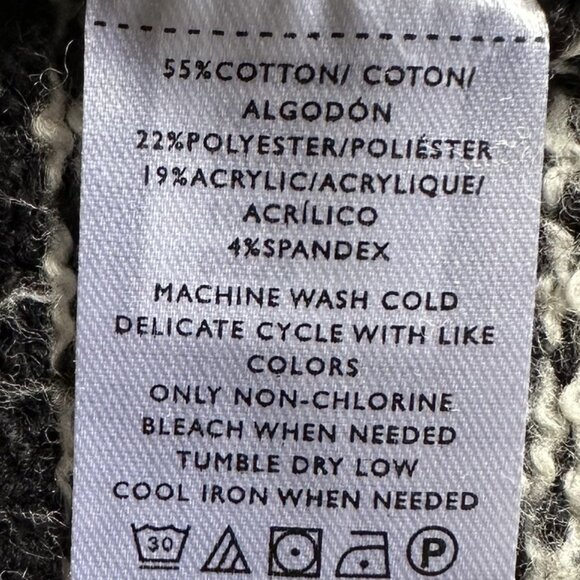 55%COTTON/ COTON/
ALGODÓN
22%POLYESTER/POLIÉSTER
19%ACRYLIC/ACRYLIQUE/
ACRÍLICO
4%SPANDEX
MACHINE WASH COLD
DELICATE CYCLE WITH LIKE
COLORS
ONLY NON-CHLORINE
BLEACH WHEN NEEDED
TUMBLE DRY LOW
COOL IRON WHEN NEEDED
30 P